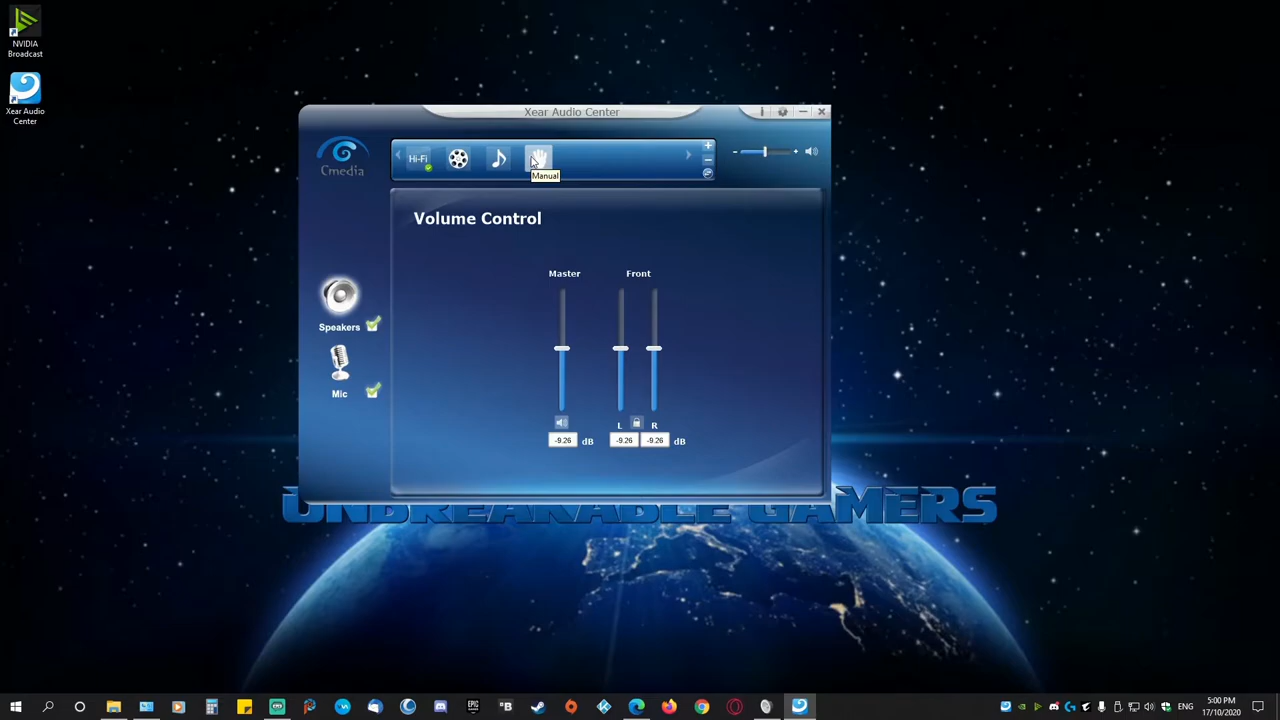 NVIDIA
Broadcast
Xear Audio
Center
Xear Audio Center
Cmedia
Hi-Fi
Manual
Volume Control
Master
Front
Speakers
Mic
L
R
-9.26
dB
-9.26
-9.26
dB
UNBREAKABLE GAMERS
EPIC
B
5:00 PM
17/10/2020